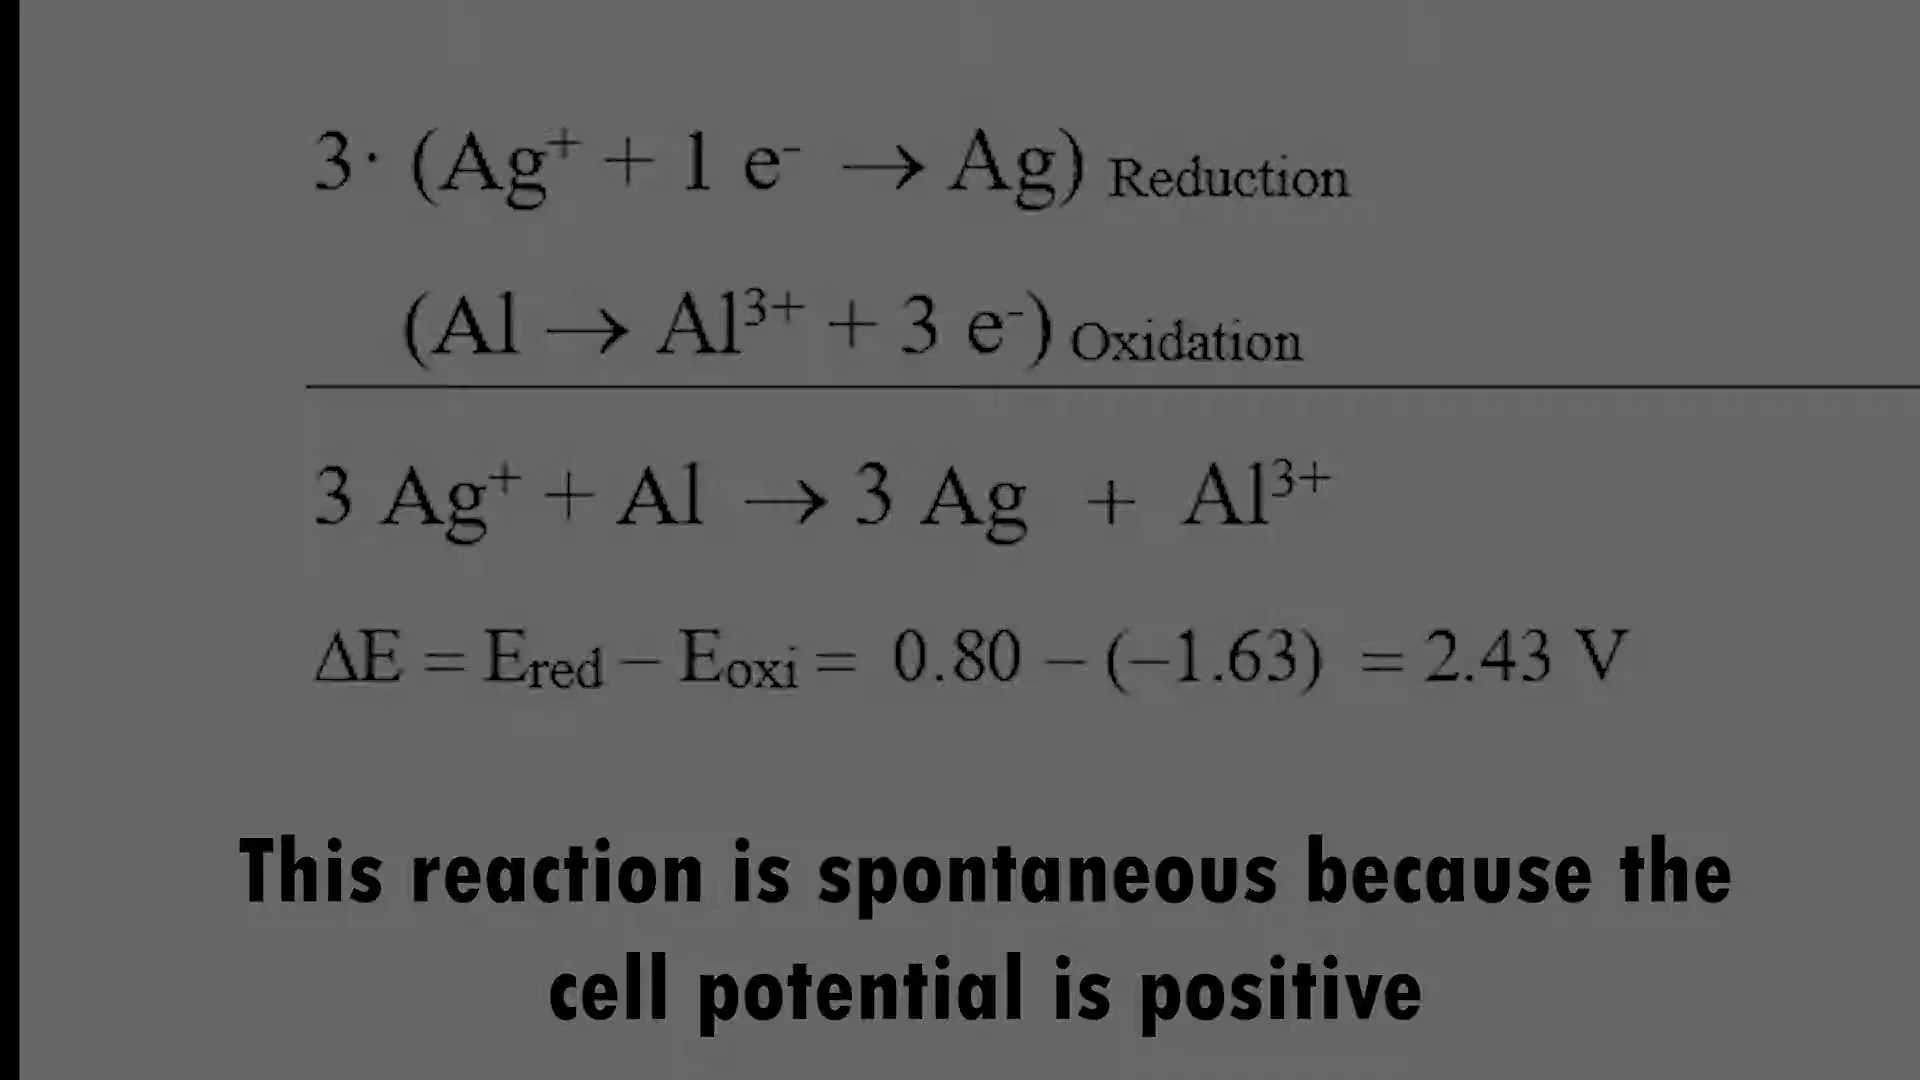 3· (Ag⁺ + 1 e⁻ → Ag) Reduction
(Al → Al³⁺ + 3 e⁻) Oxidation
3 Ag⁺ + Al → 3 Ag + Al³⁺
ΔE = Ered – Eoxi = 0.80 – (–1.63) = 2.43 V
This reaction is spontaneous because the
cell potential is positive